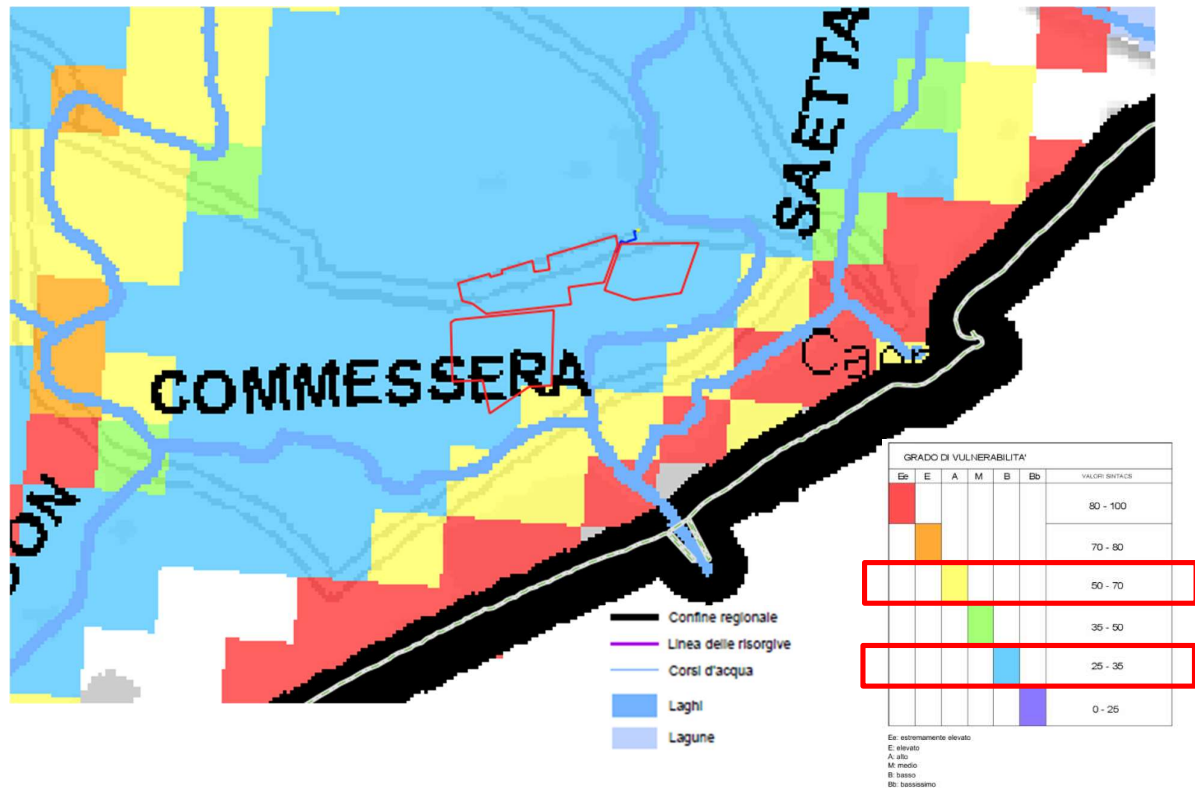 SAETTA
COMMESSERA
SON
Ca
GRADO DI VULNERABILITA'
Ee E A M B Bb VALORI SINTACS
80 - 100
70 - 80
50 - 70
35 - 50
25 - 35
0 - 25
Confine regionale
Linea delle risorgive
Corsi d'acqua
Laghi
Lagune
Ee: estremamente elevato
E: elevato
A: alto
M: medio
B: basso
Bb: bassissimo